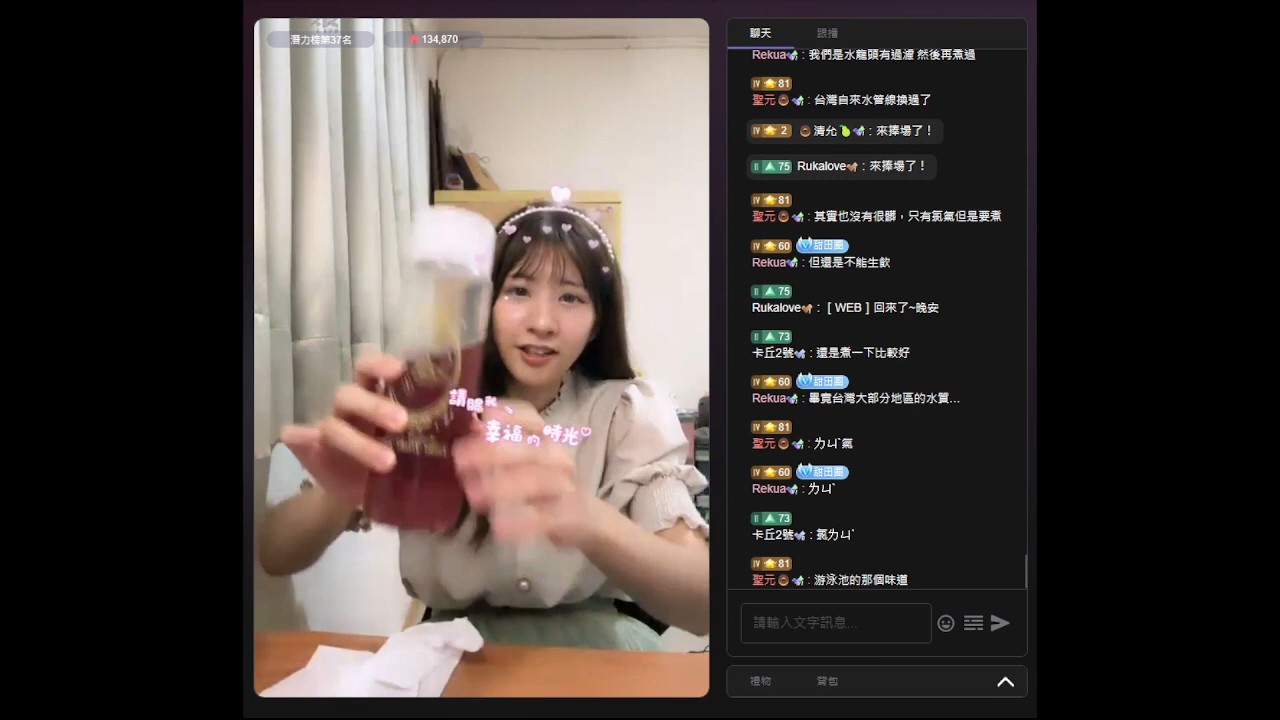 潛力榜第37名
134,870
請賜我、
幸福的時光♡
聊天
跟播
Rekua : 我們是水龍頭有過濾 然後再煮過
IV 81
聖元 : 台灣自來水管線換過了
IV 2 清允 : 來捧場了！
II 75 Rukalove : 來捧場了！
IV 81
聖元 : 其實也沒有很髒，只有氯氣但是要煮
IV 60 甜田圈
Rekua : 但還是不能生飲
II 75
Rukalove : [ WEB ] 回來了~晚安
II 73
卡丘2號 : 還是煮一下比較好
IV 60 甜田圈
Rekua : 畢竟台灣大部分地區的水質...
IV 81
聖元 : ㄌㄩˋ氣
IV 60 甜田圈
Rekua : ㄌㄩˋ
II 73
卡丘2號 : 氯ㄌㄩˋ
IV 81
聖元 : 游泳池的那個味道
請輸入文字訊息...
禮物
背包